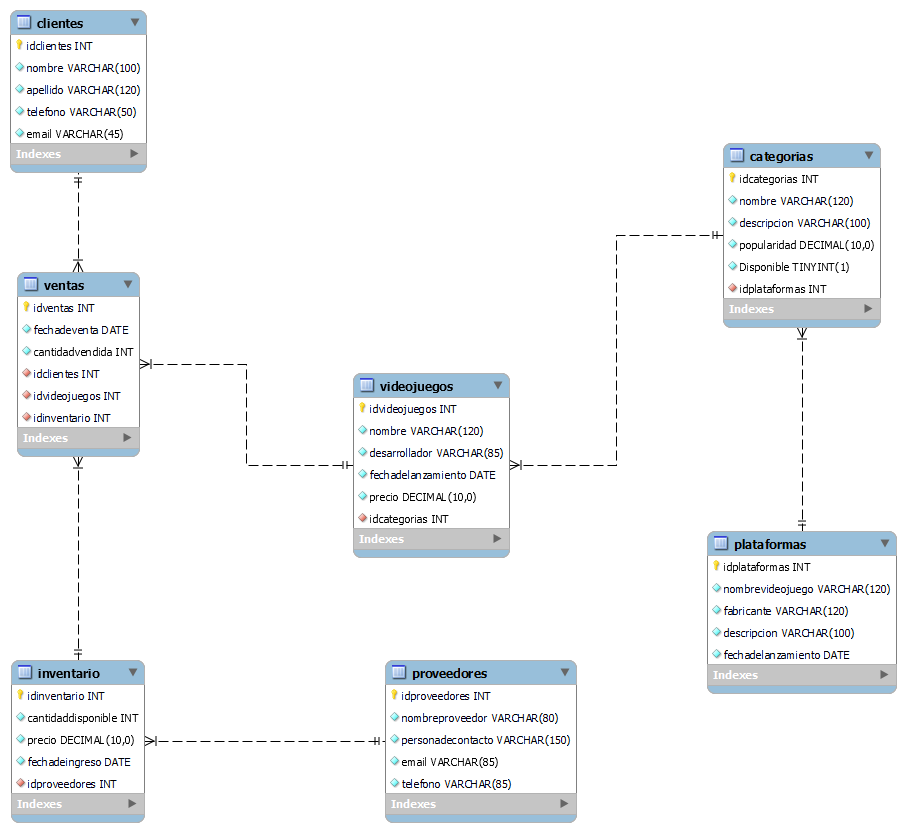 clientes
idclientes INT
nombre VARCHAR(100)
apellido VARCHAR(120)
telefono VARCHAR(50)
email VARCHAR(45)
Indexes
categorias
idcategorias INT
nombre VARCHAR(120)
descripcion VARCHAR(100)
popularidad DECIMAL(10,0)
Disponible TINYINT(1)
idplataformas INT
Indexes
ventas
idventas INT
fechadeventa DATE
cantidadvendida INT
idclientes INT
idvideojuegos INT
idinventario INT
Indexes
videojuegos
idvideojuegos INT
nombre VARCHAR(120)
desarrollador VARCHAR(85)
fechadelanzamiento DATE
precio DECIMAL(10,0)
idcategorias INT
Indexes
plataformas
idplataformas INT
nombrevideojuego VARCHAR(120)
fabricante VARCHAR(120)
descripcion VARCHAR(100)
fechadelanzamiento DATE
Indexes
inventario
idinventario INT
cantidaddisponible INT
precio DECIMAL(10,0)
fechadeingreso DATE
idproveedores INT
Indexes
proveedores
idproveedores INT
nombreproveedor VARCHAR(80)
personadecontacto VARCHAR(150)
email VARCHAR(85)
telefono VARCHAR(85)
Indexes